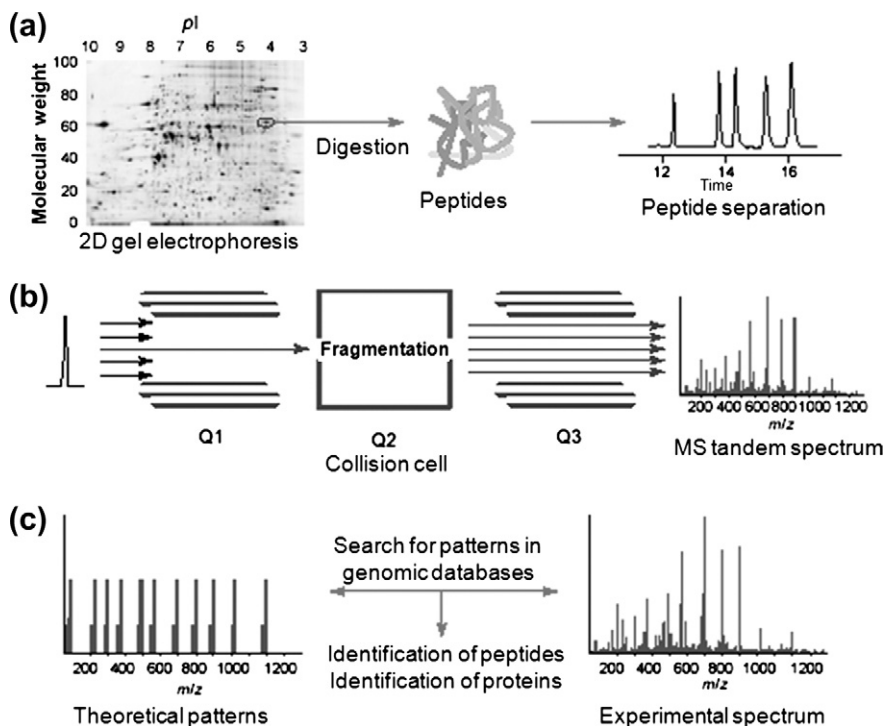 (a)
pI
10 9 8 7 6 5 4 3
Molecular weight
100
80
60
40
20
0
2D gel electrophoresis
Digestion
Peptides
12 14 16
Time
Peptide separation
(b)
Fragmentation
Q1
Q2
Collision cell
Q3
200 400 600 800 1000 1200
m/z
MS tandem spectrum
(c)
200 400 600 800 1000 1200
m/z
Theoretical patterns
Search for patterns in
genomic databases
Identification of peptides
Identification of proteins
200 400 600 800 1000 1200
m/z
Experimental spectrum